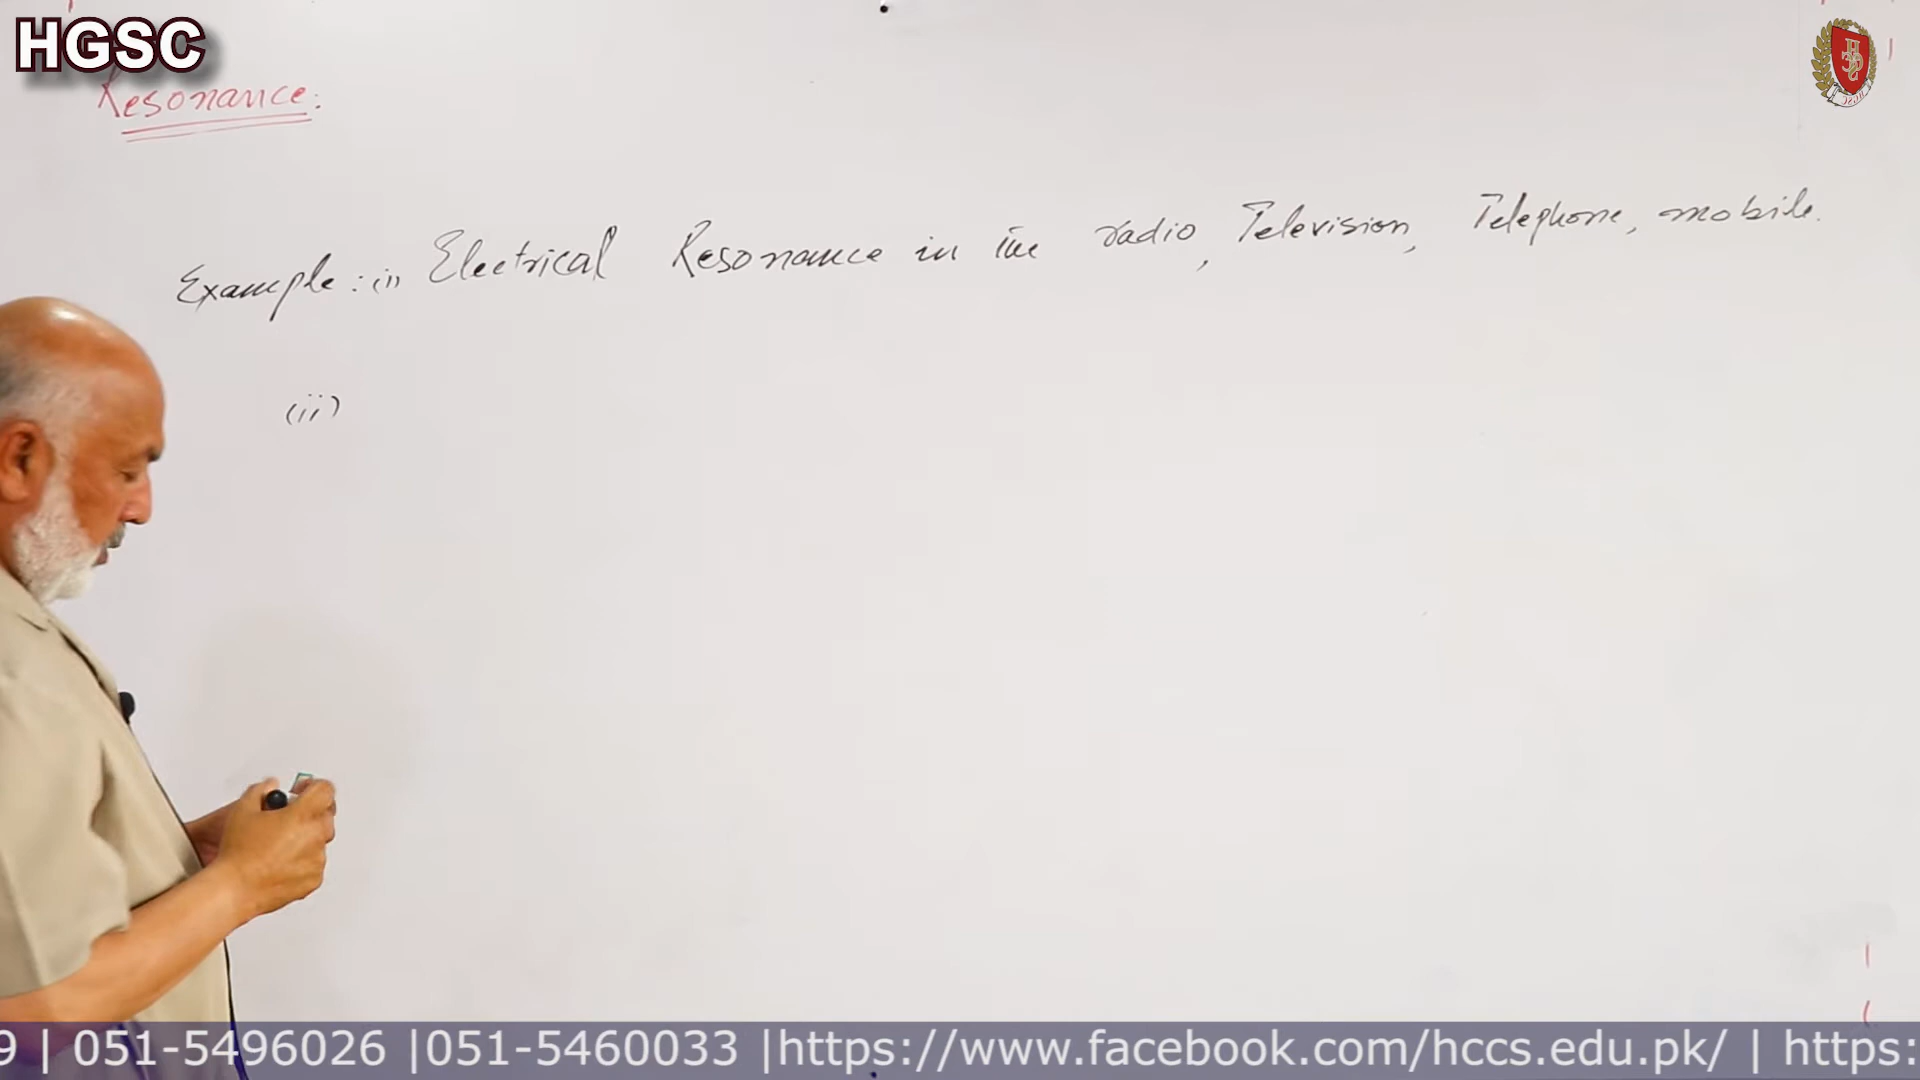 HGSC
Resonance:
Example: (i) Electrical Resonance in the radio, Television, Telephone, mobile.
(ii)
9 | 051-5496026 |051-5460033 |https://www.facebook.com/hccs.edu.pk/ | https: